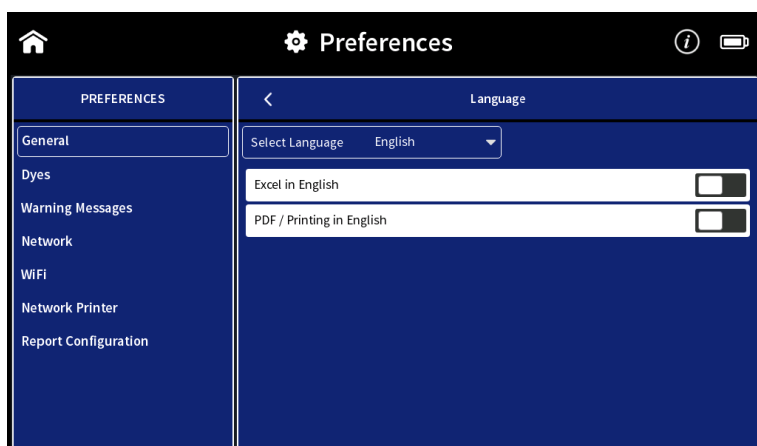 Preferences
i
PREFERENCES
Language
General
Select Language English
Dyes
Excel in English
Warning Messages
PDF / Printing in English
Network
WiFi
Network Printer
Report Configuration